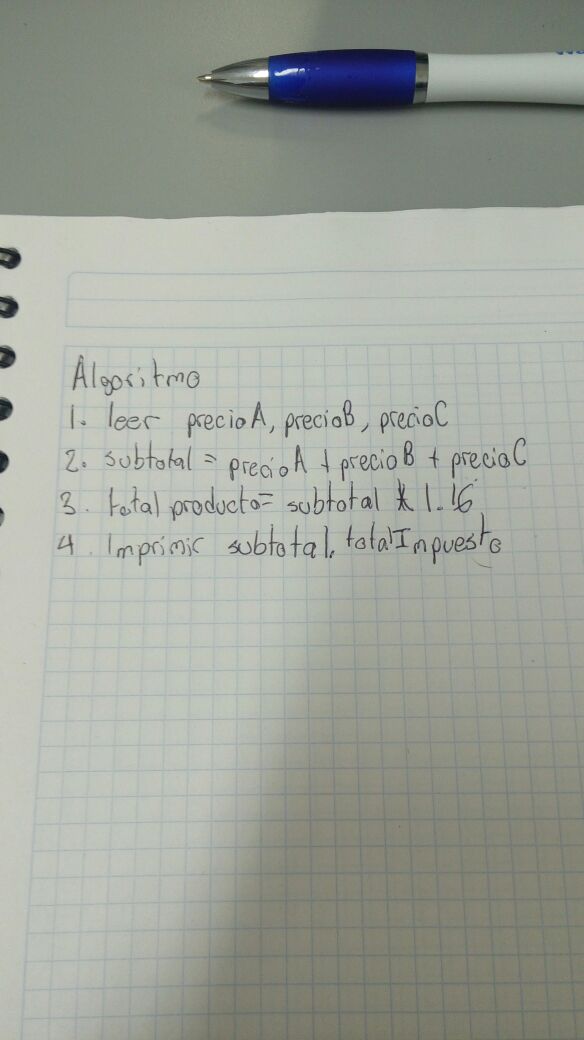 Algoritmo
1. leer precioA, precioB, precioC
2. subtotal = precioA + precioB + precioC
3. total producto= subtotal * 1.16
4. Imprimir subtotal, totalImpuesto